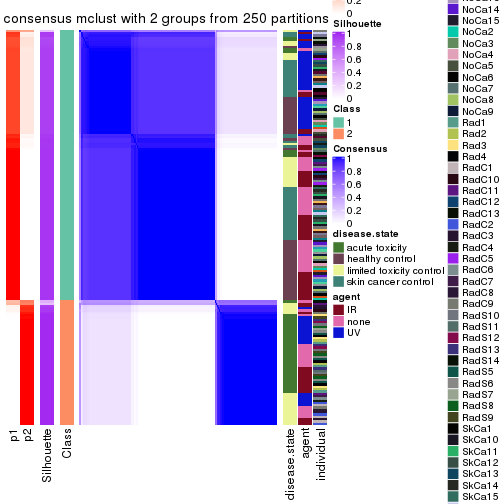 consensus mclust with 2 groups from 250 partitions
p1
p2
Silhouette
Class
disease.state
agent
individual
0.2
0
Silhouette
1
0.8
0.6
0.4
0.2
0
Class
1
2
Consensus
1
0.8
0.6
0.4
0.2
0
disease.state
acute toxicity
healthy control
limited toxicity control
skin cancer control
agent
IR
none
UV
NoCa14
NoCa15
NoCa2
NoCa3
NoCa4
NoCa5
NoCa6
NoCa7
NoCa8
NoCa9
Rad1
Rad2
Rad3
Rad4
RadC1
RadC10
RadC11
RadC12
RadC13
RadC2
RadC3
RadC4
RadC5
RadC6
RadC7
RadC8
RadC9
RadS10
RadS11
RadS12
RadS13
RadS14
RadS5
RadS6
RadS7
RadS8
RadS9
SkCa1
SkCa10
SkCa11
SkCa12
SkCa13
SkCa14
SkCa15